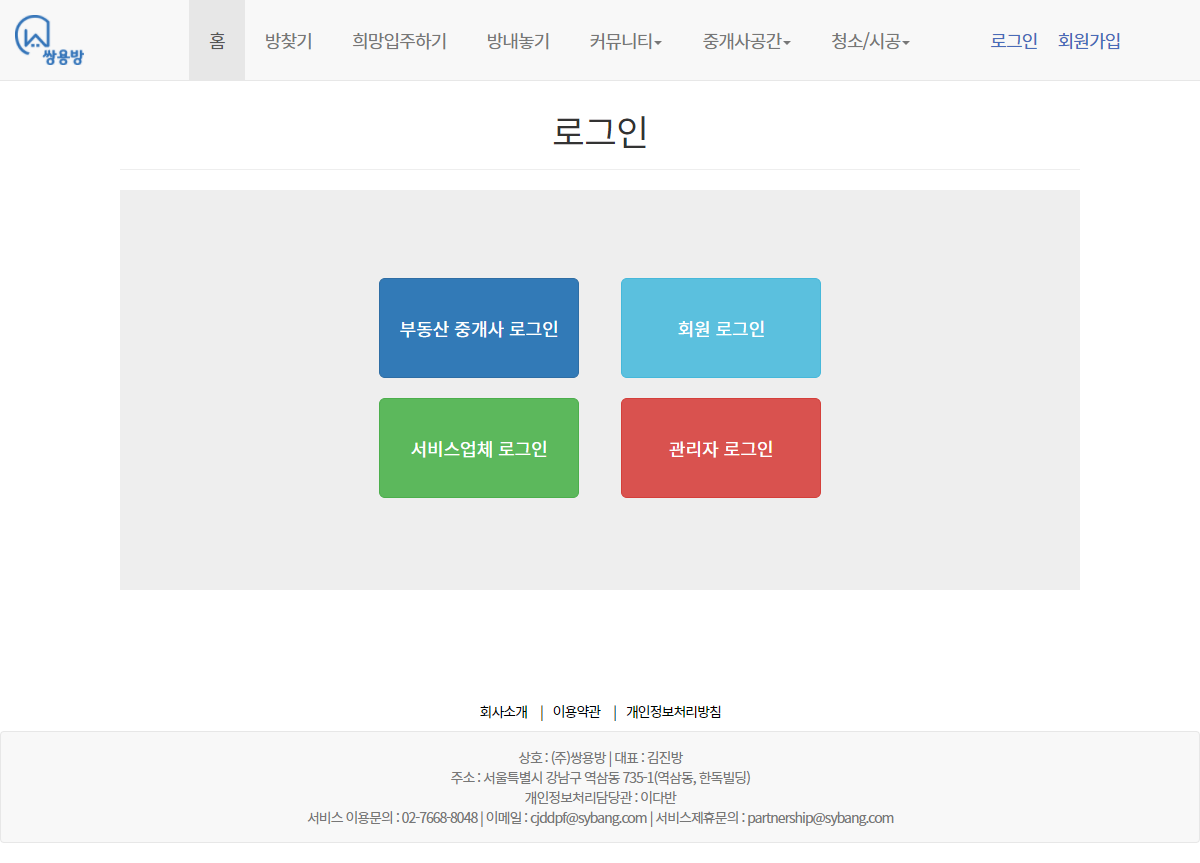 쌍용방
홈 방찾기 희망입주하기 방내놓기 커뮤니티 중개사공간 청소/시공 로그인 회원가입
로그인
부동산 중개사 로그인 회원 로그인
서비스업체 로그인 관리자 로그인
회사소개 | 이용약관 | 개인정보처리방침
상호 : (주)쌍용방 | 대표 : 김진방
주소 : 서울특별시 강남구 역삼동 735-1(역삼동, 한독빌딩)
개인정보처리담당관 : 이다반
서비스 이용문의 : 02-7668-8048 | 이메일 : cjddpf@sybang.com | 서비스제휴문의 : partnership@sybang.com